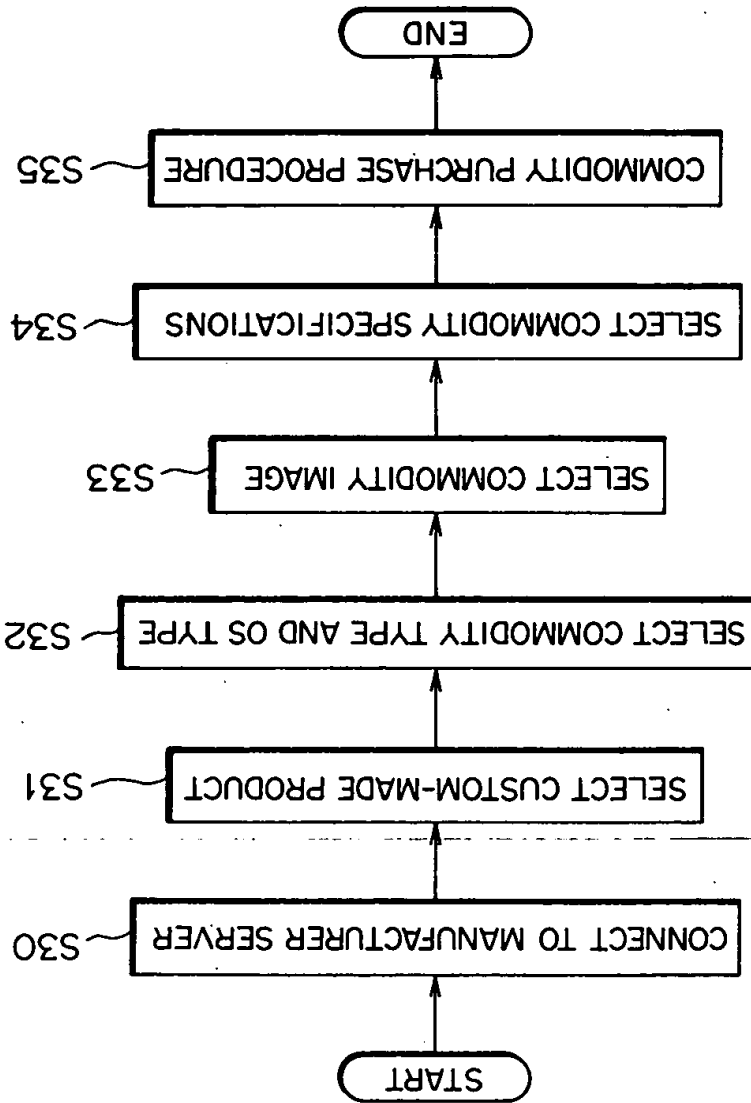 START
CONNECT TO MANUFACTURER SERVER
S30
SELECT CUSTOM-MADE PRODUCT
S31
SELECT COMMODITY TYPE AND OS TYPE
S32
SELECT COMMODITY IMAGE
S33
SELECT COMMODITY SPECIFICATIONS
S34
COMMODITY PURCHASE PROCEDURE
S35
END